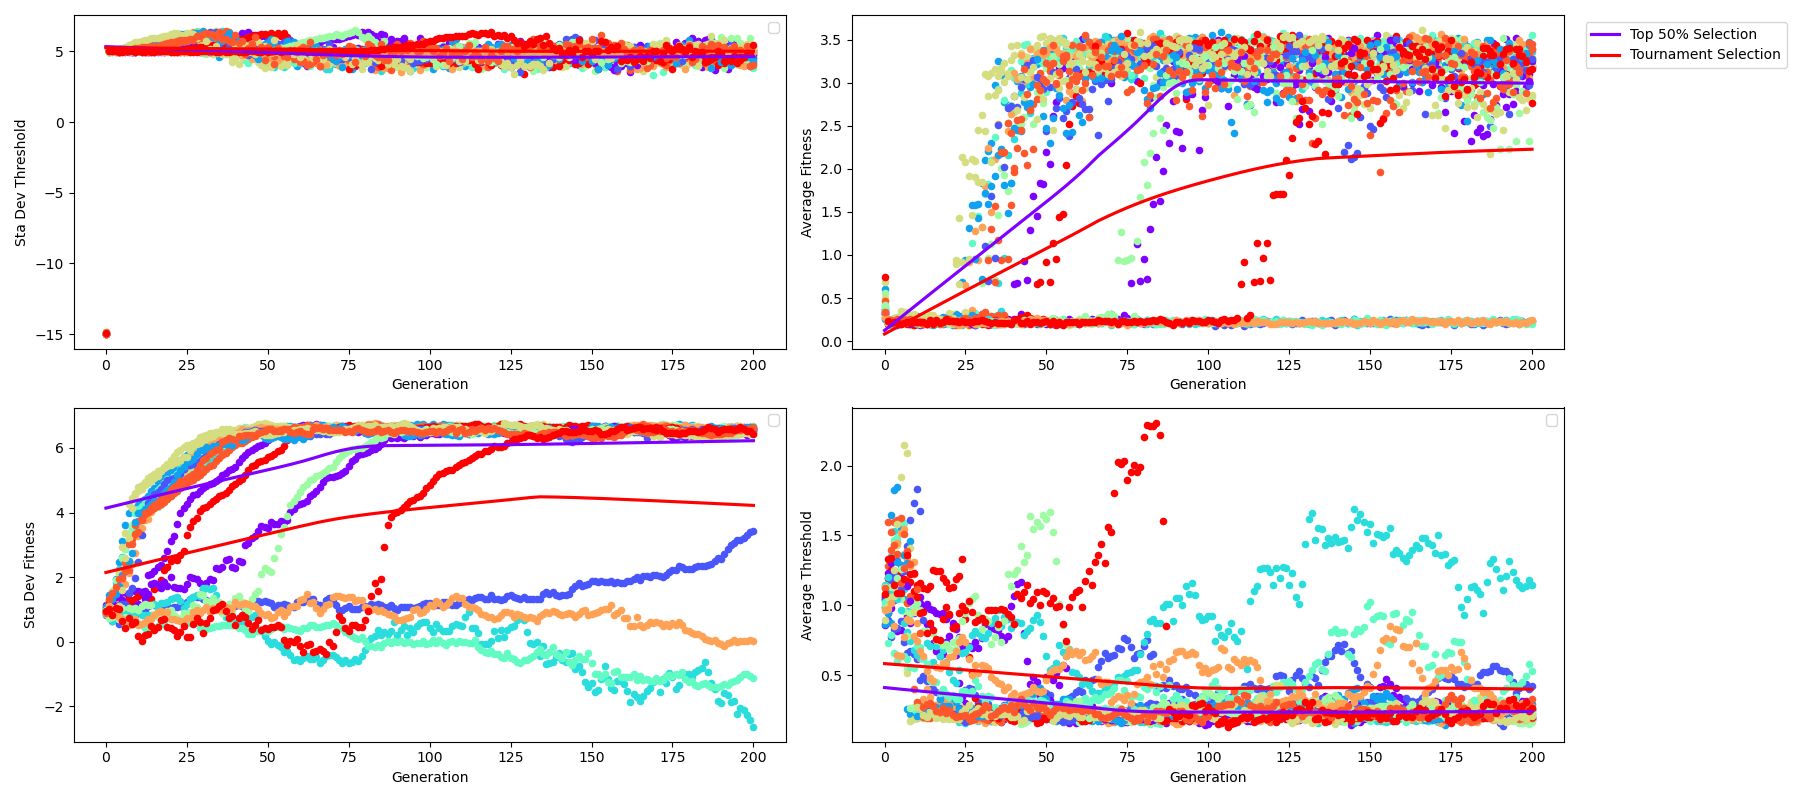 Sta Dev Threshold
5
0
−5
−10
−15
0 25 50 75 100 125 150 175 200
Generation
Average Fitness
3.5
3.0
2.5
2.0
1.5
1.0
0.5
0.0
0 25 50 75 100 125 150 175 200
Generation
Top 50% Selection
Tournament Selection
Sta Dev Fitness
6
4
2
0
−2
0 25 50 75 100 125 150 175 200
Generation
Average Threshold
2.0
1.5
1.0
0.5
0 25 50 75 100 125 150 175 200
Generation